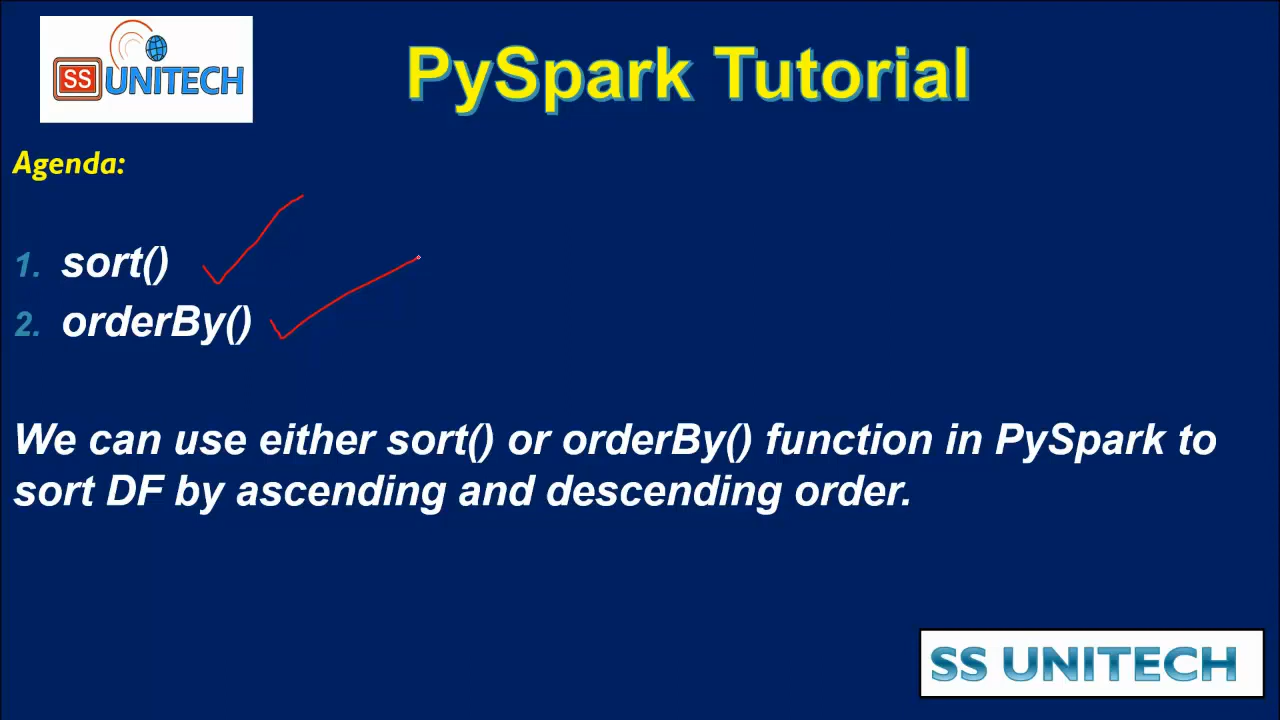 SS UNITECH
PySpark Tutorial
Agenda:
1. sort()
2. orderBy()
We can use either sort() or orderBy() function in PySpark to
sort DF by ascending and descending order.
SS UNITECH